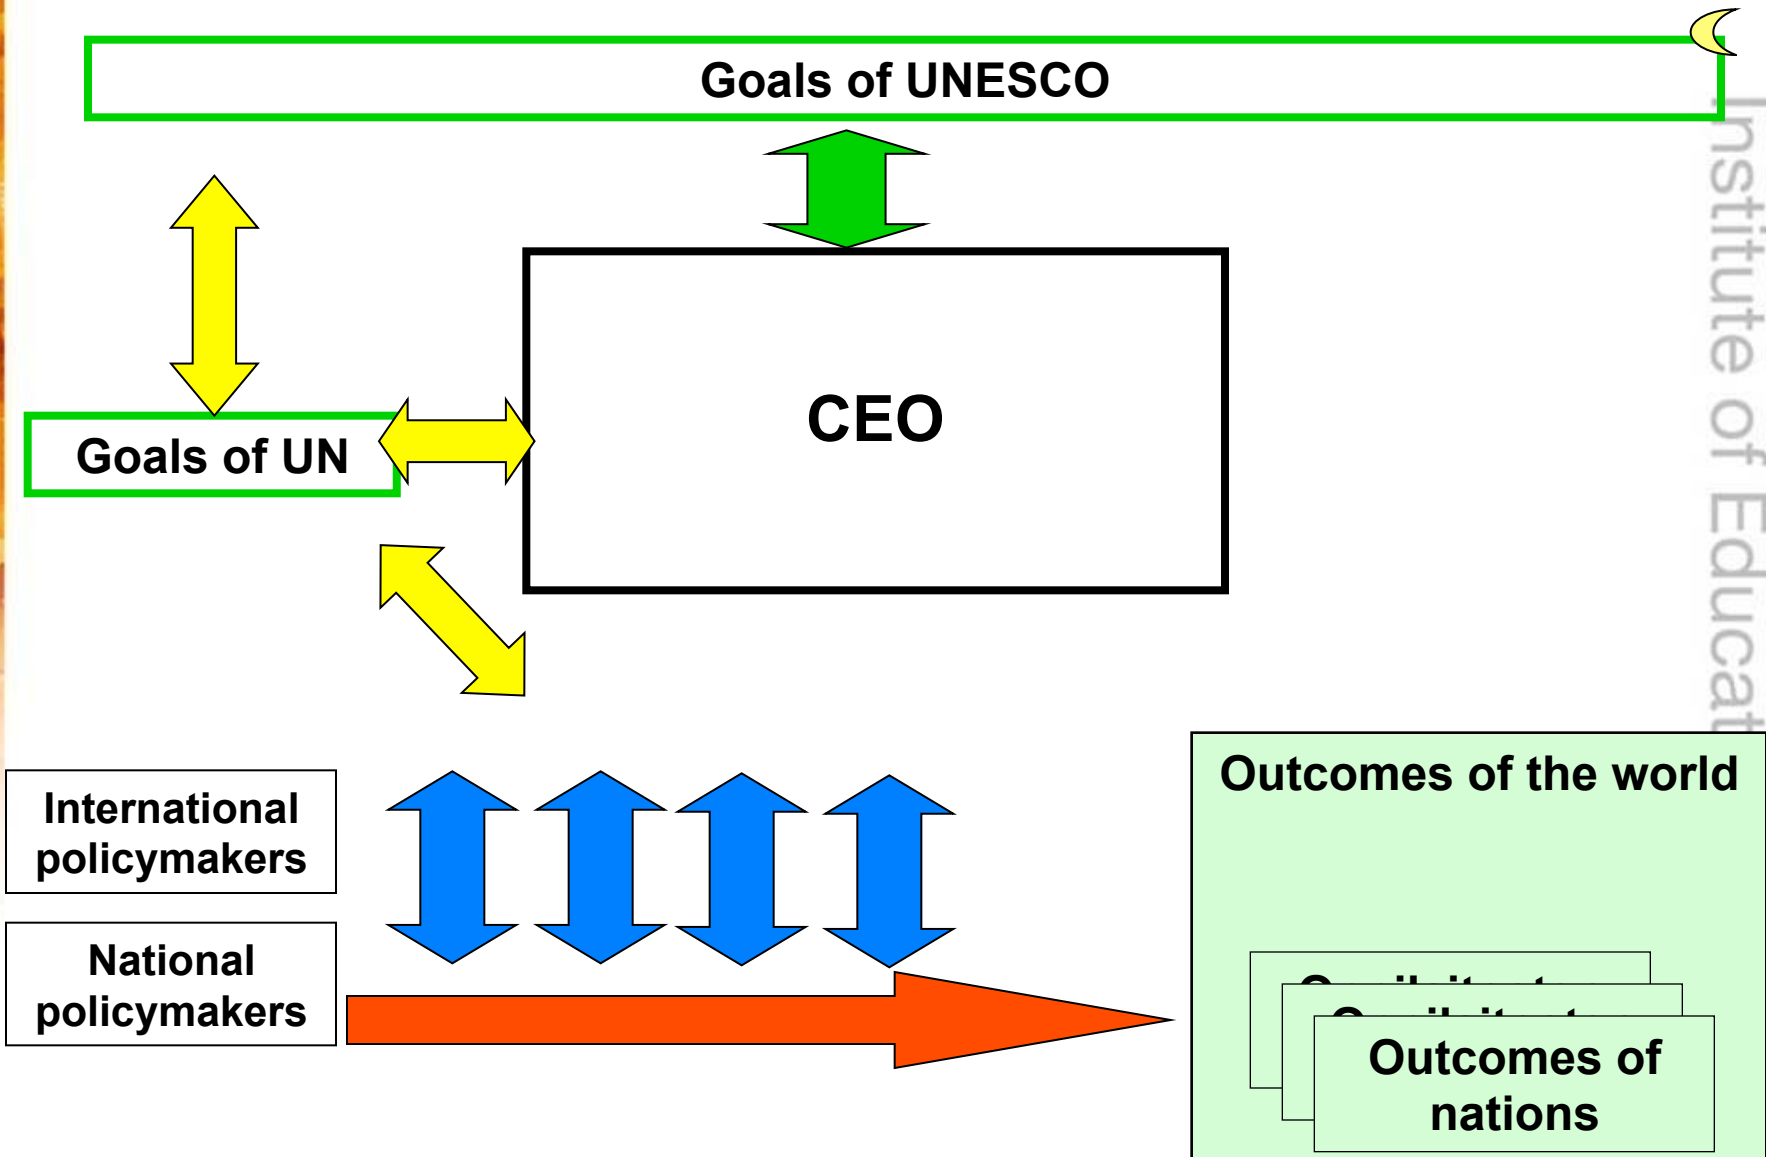 Goals of UNESCO
Institute of Educat
CEO
Goals of UN
International
policymakers
National
policymakers
Outcomes of the world
Outcomes of
nations